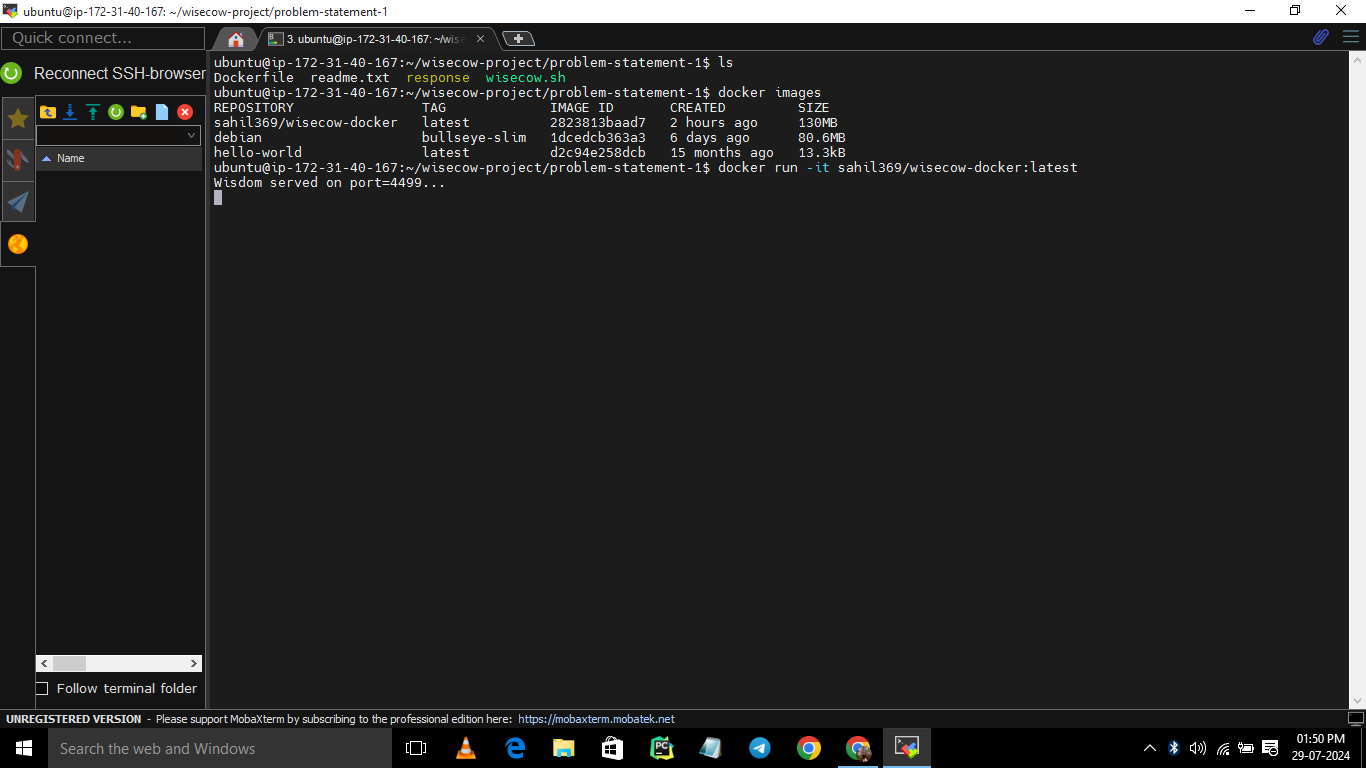 ubuntu@ip-172-31-40-167: ~/wisecow-project/problem-statement-1
Quick connect...
3. ubuntu@ip-172-31-40-167: ~/wise
Reconnect SSH-browser
Name
ubuntu@ip-172-31-40-167:~/wisecow-project/problem-statement-1$ ls
Dockerfile readme.txt response wisecow.sh
ubuntu@ip-172-31-40-167:~/wisecow-project/problem-statement-1$ docker images
REPOSITORY TAG IMAGE ID CREATED SIZE
sahil369/wisecow-docker latest 2823813baad7 2 hours ago 130MB
debian bullseye-slim 1dcedcb363a3 6 days ago 80.6MB
hello-world latest d2c94e258dcb 15 months ago 13.3kB
ubuntu@ip-172-31-40-167:~/wisecow-project/problem-statement-1$ docker run -it sahil369/wisecow-docker:latest
Wisdom served on port=4499...
Follow terminal folder
UNREGISTERED VERSION - Please support MobaXterm by subscribing to the professional edition here: https://mobaxterm.mobatek.net
Search the web and Windows
PC
01:50 PM
29-07-2024